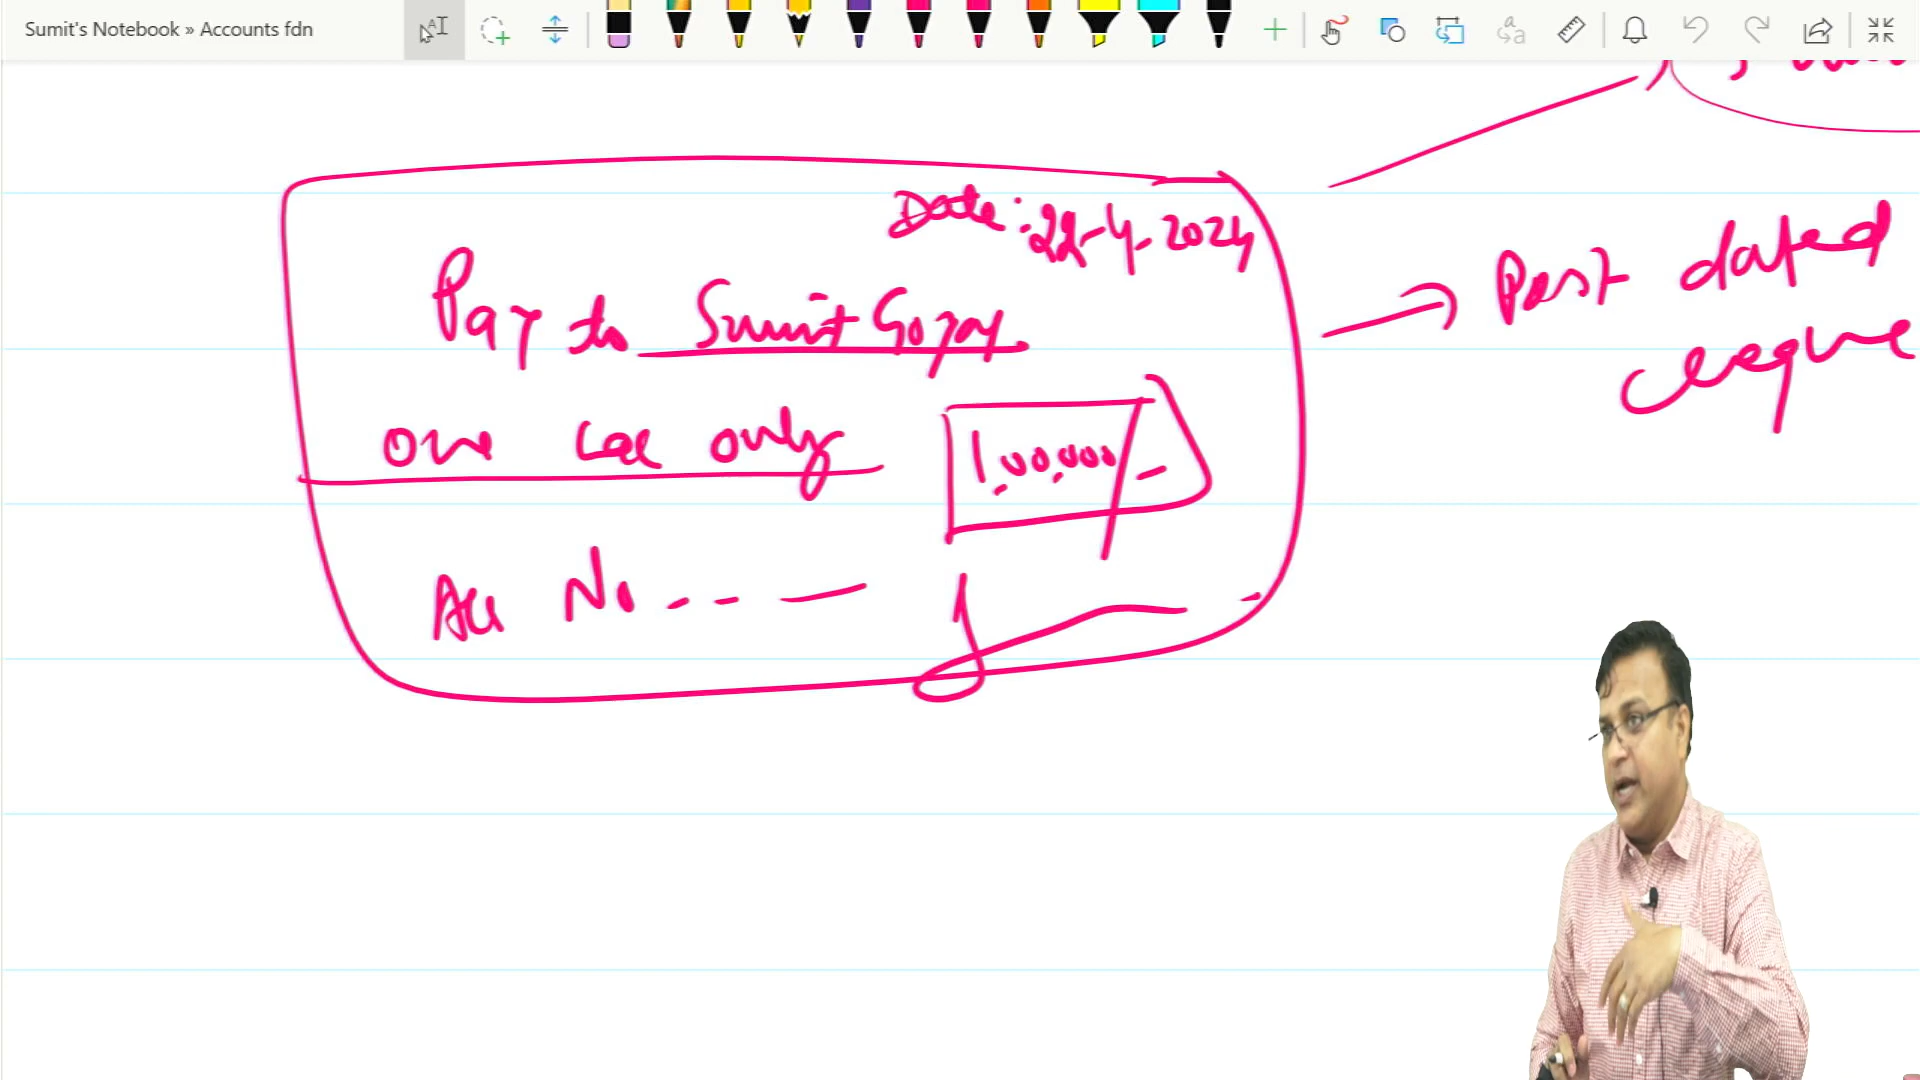 Sumit's Notebook » Accounts fdn
Date: 22-4-2024
Pay to Sumit
one lac only 1,00,000/-
Acc No
Post dated
cheque